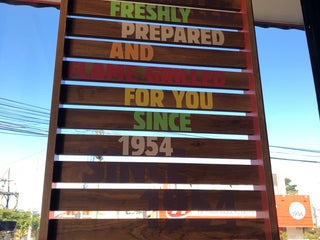 FRESHLY
PREPARED
AND
FLAME GRILLED
FOR YOU
SINCE
1954